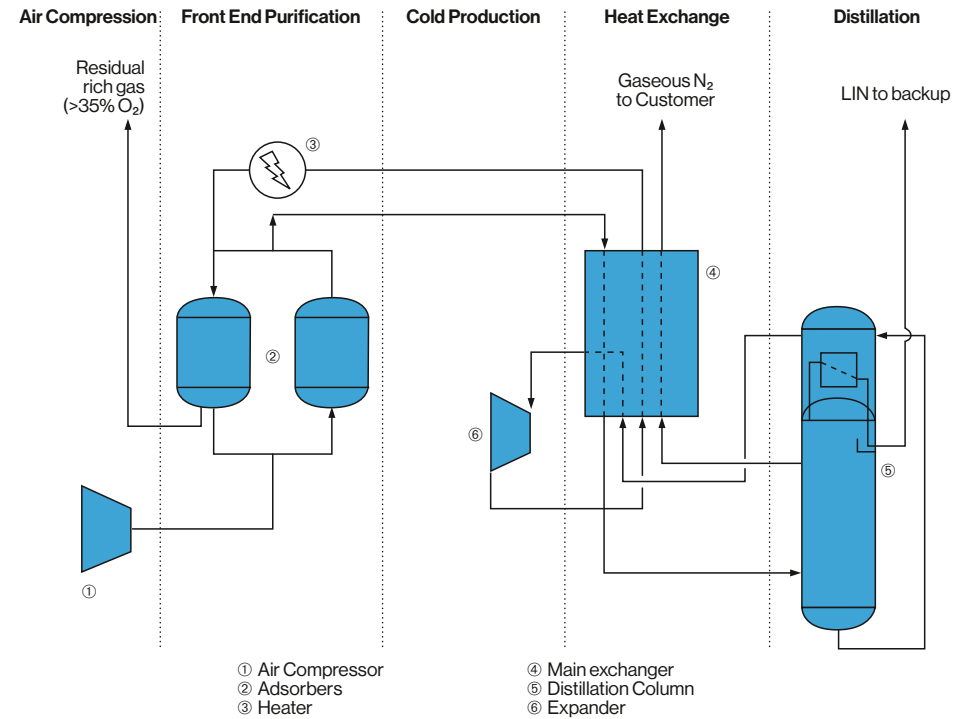 Air Compression
Front End Purification
Cold Production
Heat Exchange
Distillation
Residual
rich gas
(>35% O₂)
Gaseous N₂
to Customer
LIN to backup
③
④
②
⑥
⑤
①
① Air Compressor
② Adsorbers
③ Heater
④ Main exchanger
⑤ Distillation Column
⑥ Expander